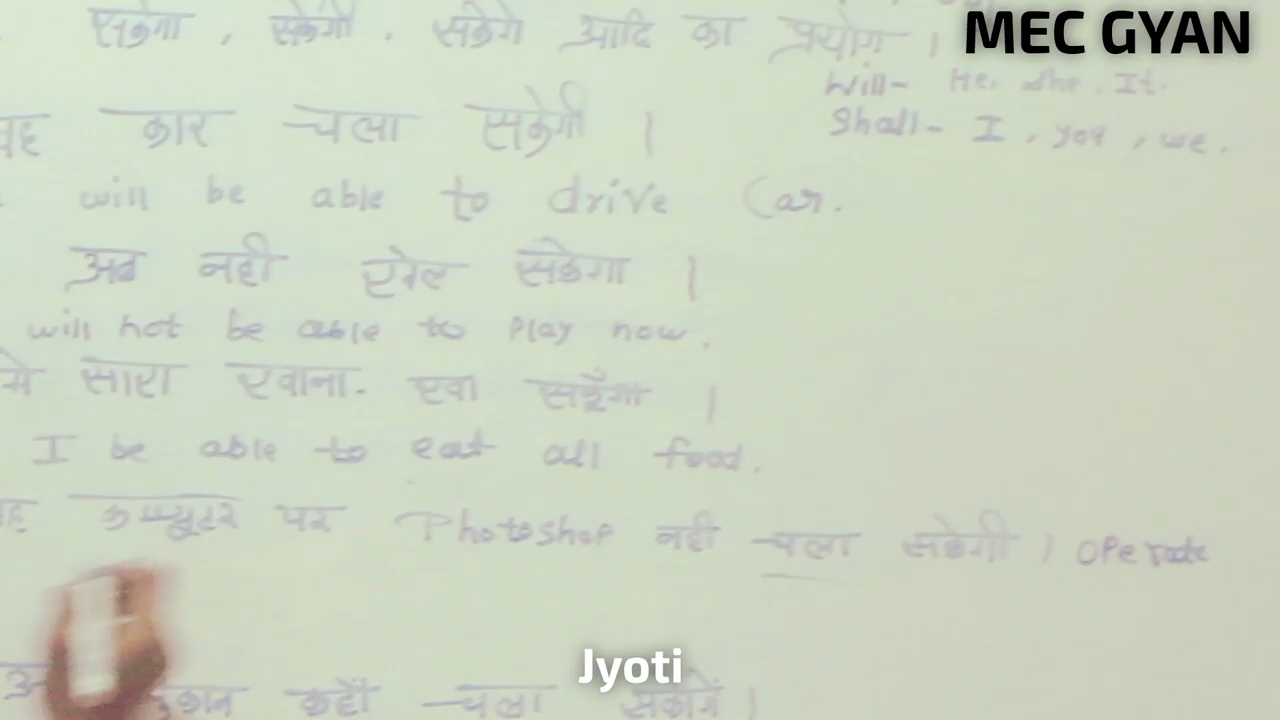 सकेगा, सकेगी, सकेगे आदि का प्रयोग ।
MEC GYAN
Will- He, She, It.
Shall- I, you, we.
वह कार चला सकेगी ।
will be able to drive Car.
अब नही खेल सकेगा ।
will not be able to Play now.
मे सारा खाना. खा सकूँगा ।
I be able to eat all food.
कम्प्यूटर पर Photoshop नही चला सकेगी । Operate
दुकान कहाँ चला सकोगे ।
Jyoti